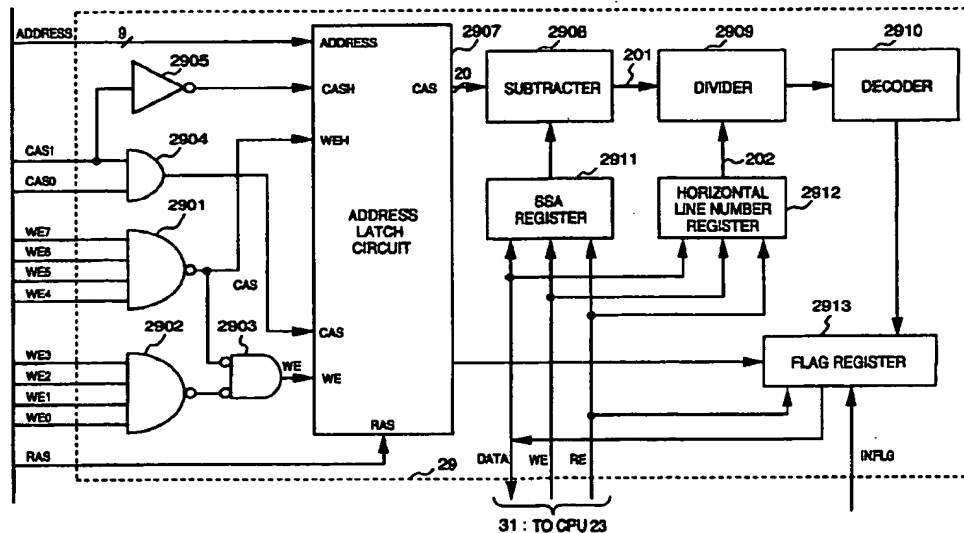 ADDRESS
9
2905
ADDRESS
CASH
2907
CAS
20
2908
SUBTRACTER
201
2909
DIVIDER
2910
DECODER
CAS1
2904
CAS0
WEH
2911
SSA
REGISTER
202
HORIZONTAL
LINE NUMBER
REGISTER
2912
2901
WE7
WE6
WE5
WE4
ADDRESS
LATCH
CIRCUIT
CAS
CAS
2902
2903
WE3
WE2
WE1
WE0
WE
WE
2913
FLAG REGISTER
RAS
RAS
29
DATA
WE
RE
INFLG
31 : TO CPU 23